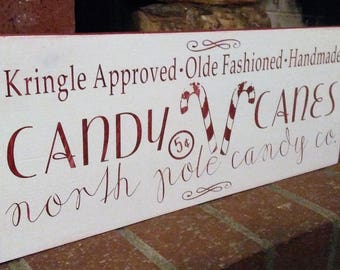 Kringle Approved • Olde Fashioned • Handmade
CANDY 5¢ CANES
north pole candy co.